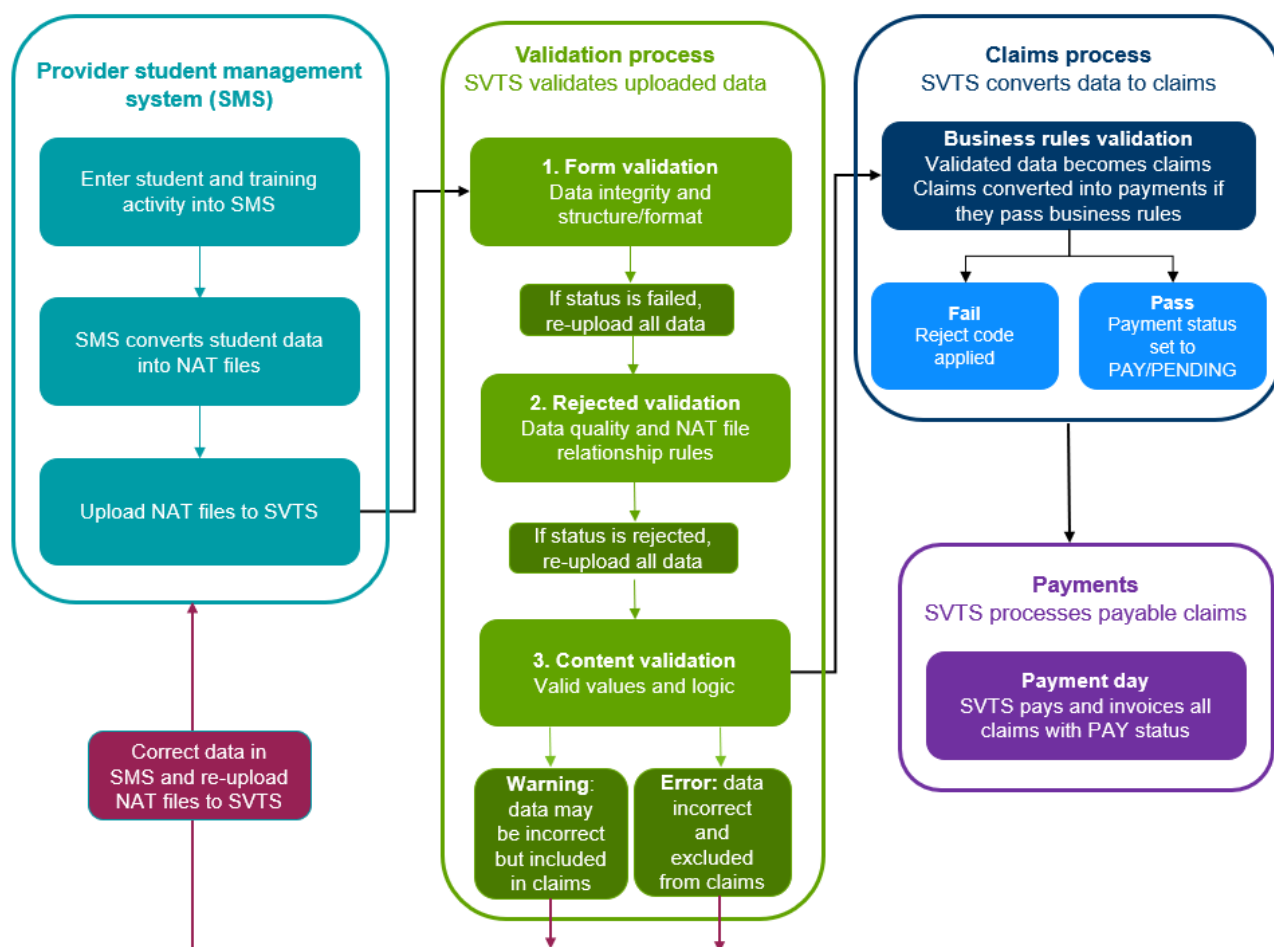 Provider student management
system (SMS)
Enter student and training
activity into SMS
SMS converts student data
into NAT files
Upload NAT files to SVTS
Correct data in
SMS and re-upload
NAT files to SVTS
Validation process
SVTS validates uploaded data
1. Form validation
Data integrity and
structure/format
If status is failed,
re-upload all data
2. Rejected validation
Data quality and NAT file
relationship rules
If status is rejected,
re-upload all data
3. Content validation
Valid values and logic
Warning:
data may
be incorrect
but included
in claims
Error: data
incorrect
and
excluded
from claims
Claims process
SVTS converts data to claims
Business rules validation
Validated data becomes claims
Claims converted into payments if
they pass business rules
Fail
Reject code
applied
Pass
Payment status
set to
PAY/PENDING
Payments
SVTS processes payable claims
Payment day
SVTS pays and invoices all
claims with PAY status